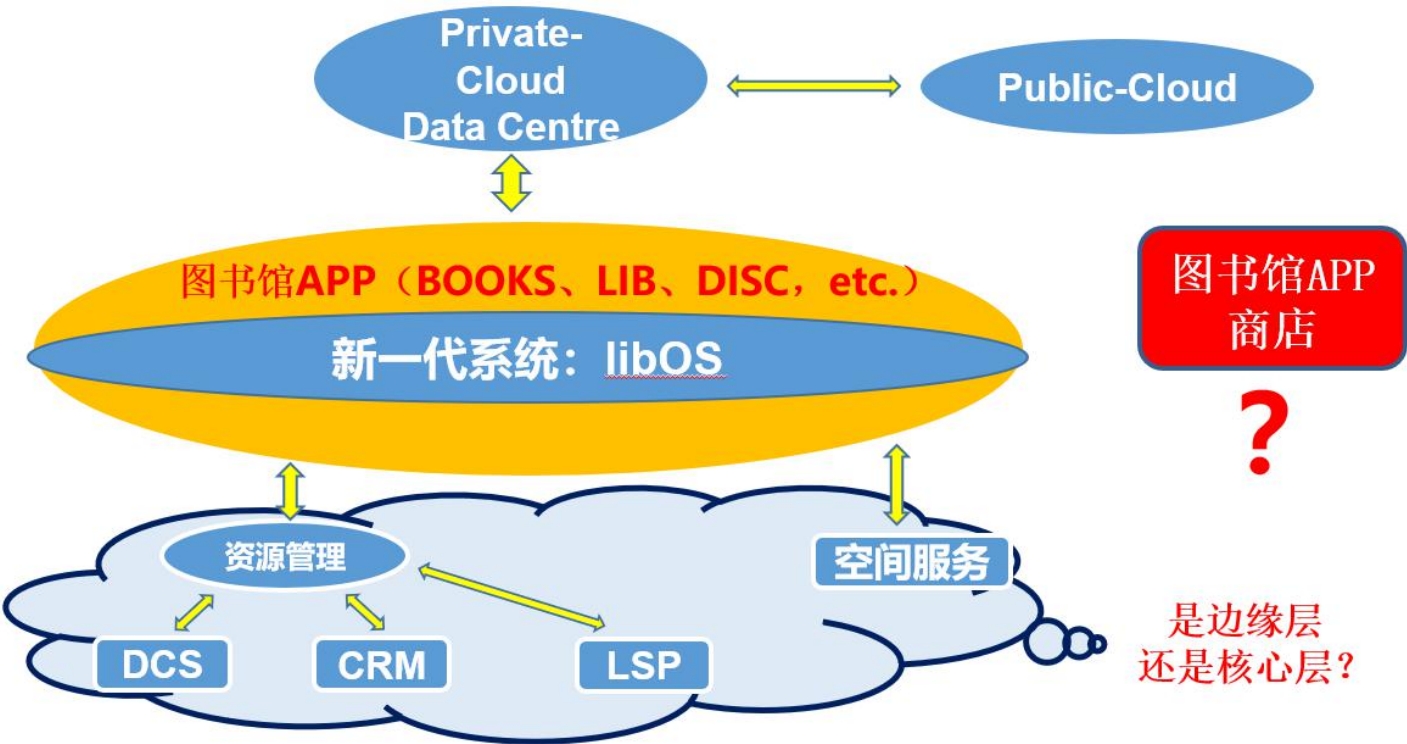 Private-
Cloud
Data Centre
Public-Cloud
图书馆APP（BOOKS、LIB、DISC，etc.）
新一代系统：libOS
图书馆APP
商店
?
资源管理
空间服务
DCS
CRM
LSP
是边缘层
还是核心层？